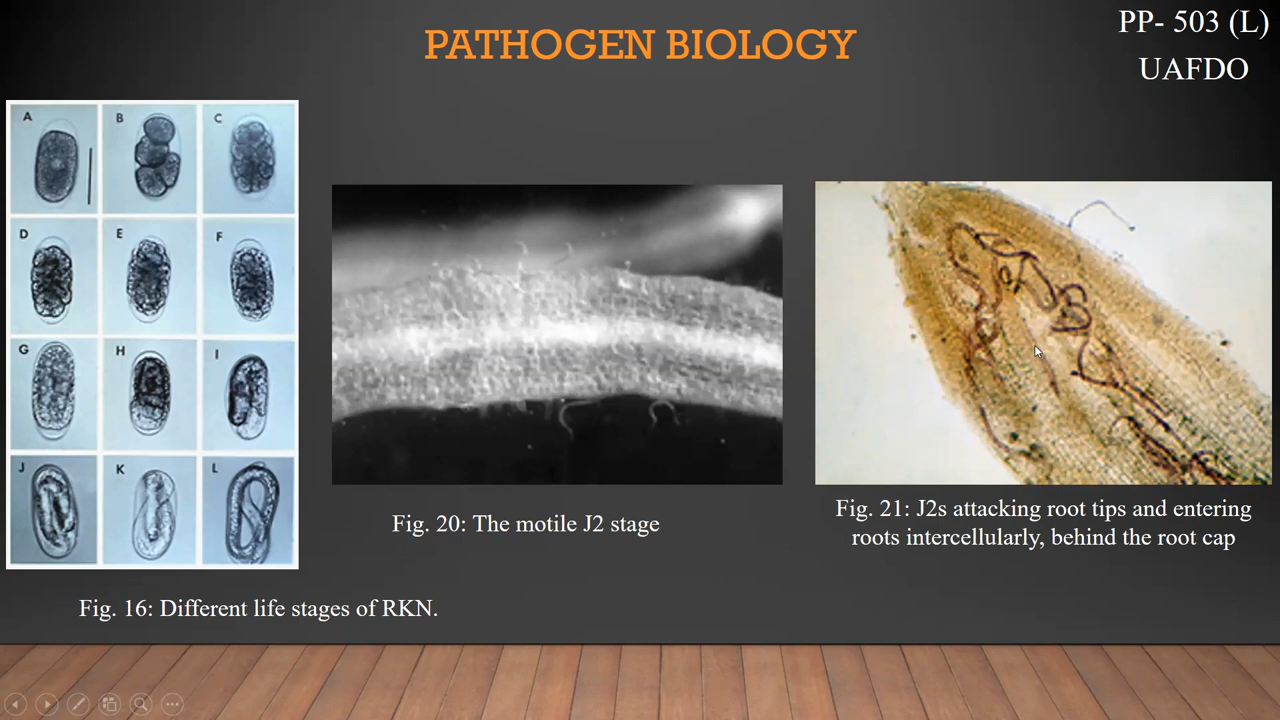 PATHOGEN BIOLOGY
PP- 503 (L)
UAFDO
A
B
C
D
E
F
G
H
I
J
K
L
Fig. 20: The motile J2 stage
Fig. 21: J2s attacking root tips and entering
roots intercellularly, behind the root cap
Fig. 16: Different life stages of RKN.